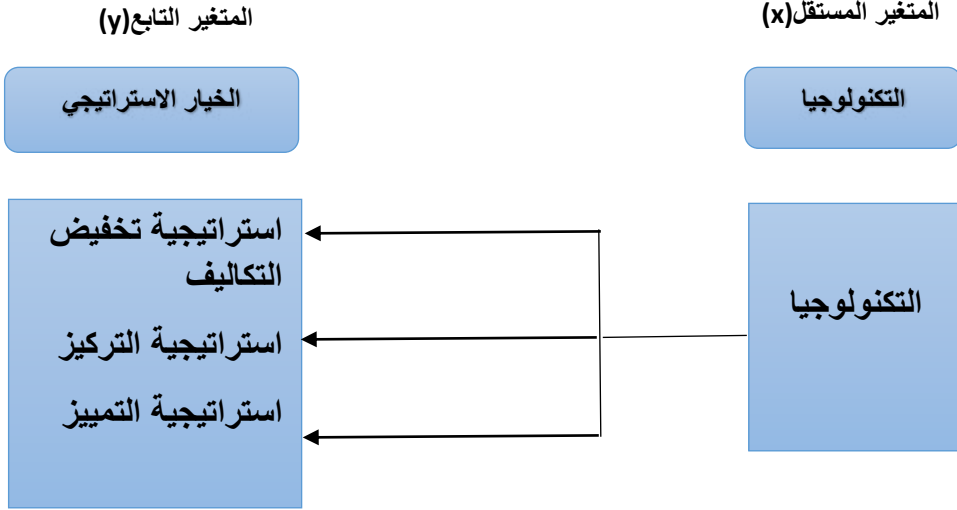 المتغير المستقل(x)
المتغير التابع(y)
التكنولوجيا
الخيار الاستراتيجي
التكنولوجيا
استراتيجية تخفيض
التكاليف
استراتيجية التركيز
استراتيجية التمييز